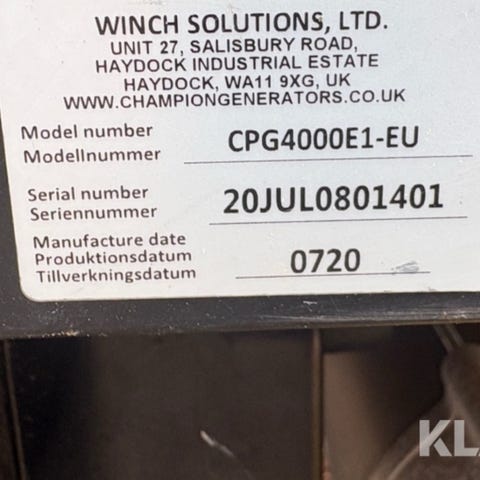 WINCH SOLUTIONS, LTD.
UNIT 27, SALISBURY ROAD,
HAYDOCK INDUSTRIAL ESTATE
HAYDOCK, WA11 9XG, UK
WWW.CHAMPIONGENERATORS.CO.UK
Model number
Modellnummer
CPG4000E1-EU
Serial number
Seriennummer
20JUL0801401
Manufacture date
Produktionsdatum
Tillverkningsdatum
0720